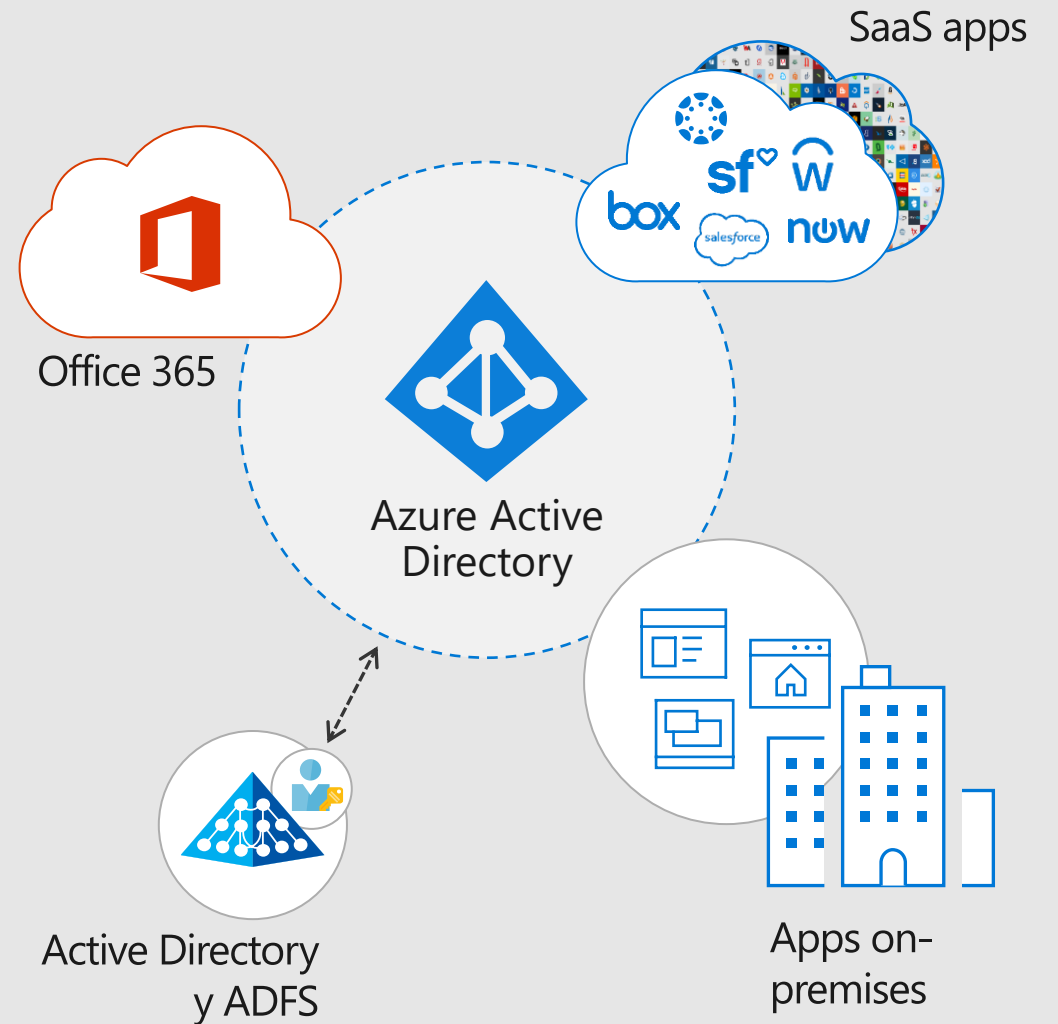 SaaS apps
sf
W
box
salesforce
now
Office 365
Azure Active
Directory
Active Directory
y ADFS
Apps on-
premises